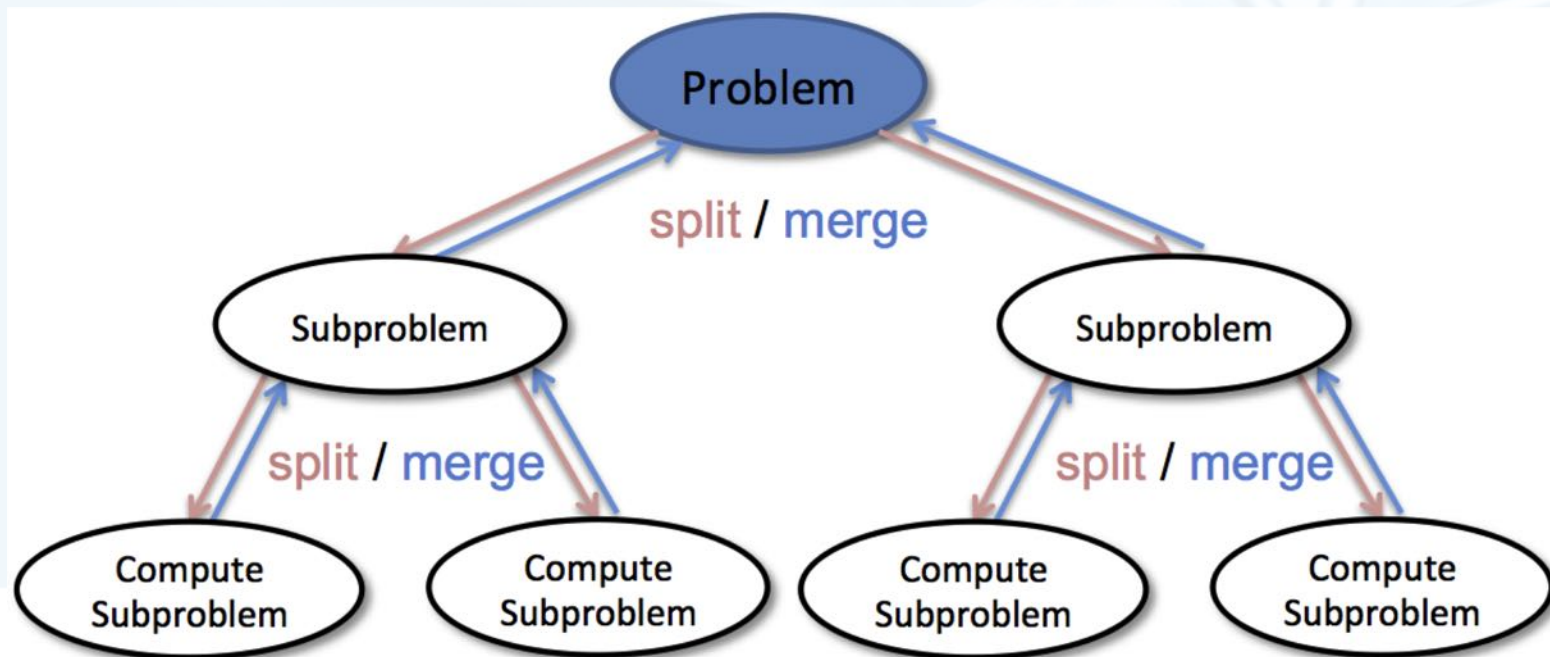 Problem
split / merge
Subproblem
Subproblem
split / merge
split / merge
Compute
Subproblem
Compute
Subproblem
Compute
Subproblem
Compute
Subproblem